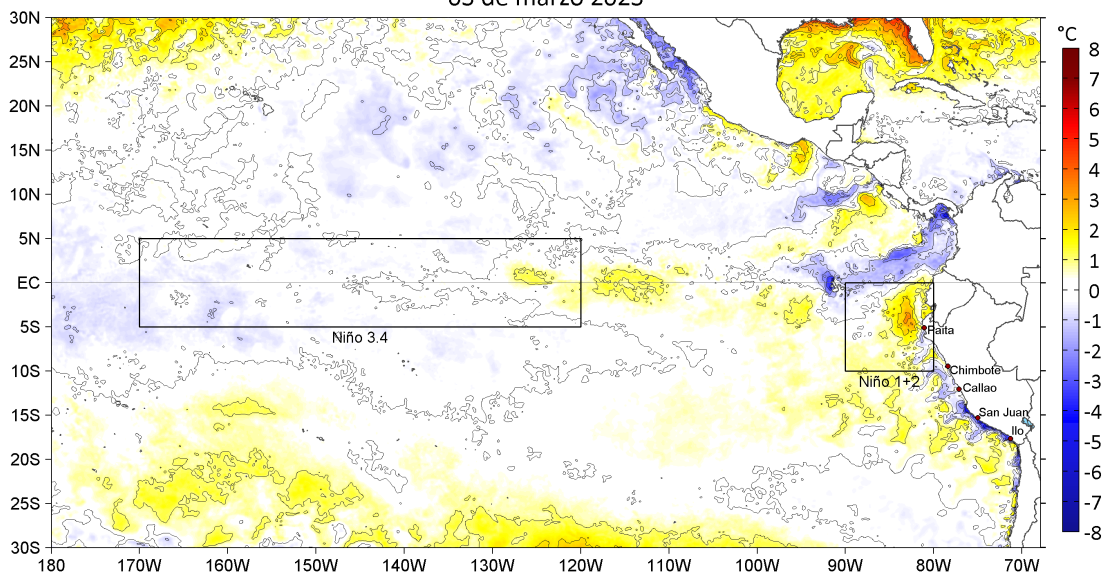 30N
25N
20N
15N
10N
5N
EC
5S
10S
15S
20S
25S
30S
180 170W 160W 150W 140W 130W 120W 110W 100W 90W 80W 70W
Niño 3.4
Niño 1+2
Paita
Chimbote
Callao
San Juan
Ilo
°C
8
7
6
5
4
3
2
1
0
-1
-2
-3
-4
-5
-6
-7
-8